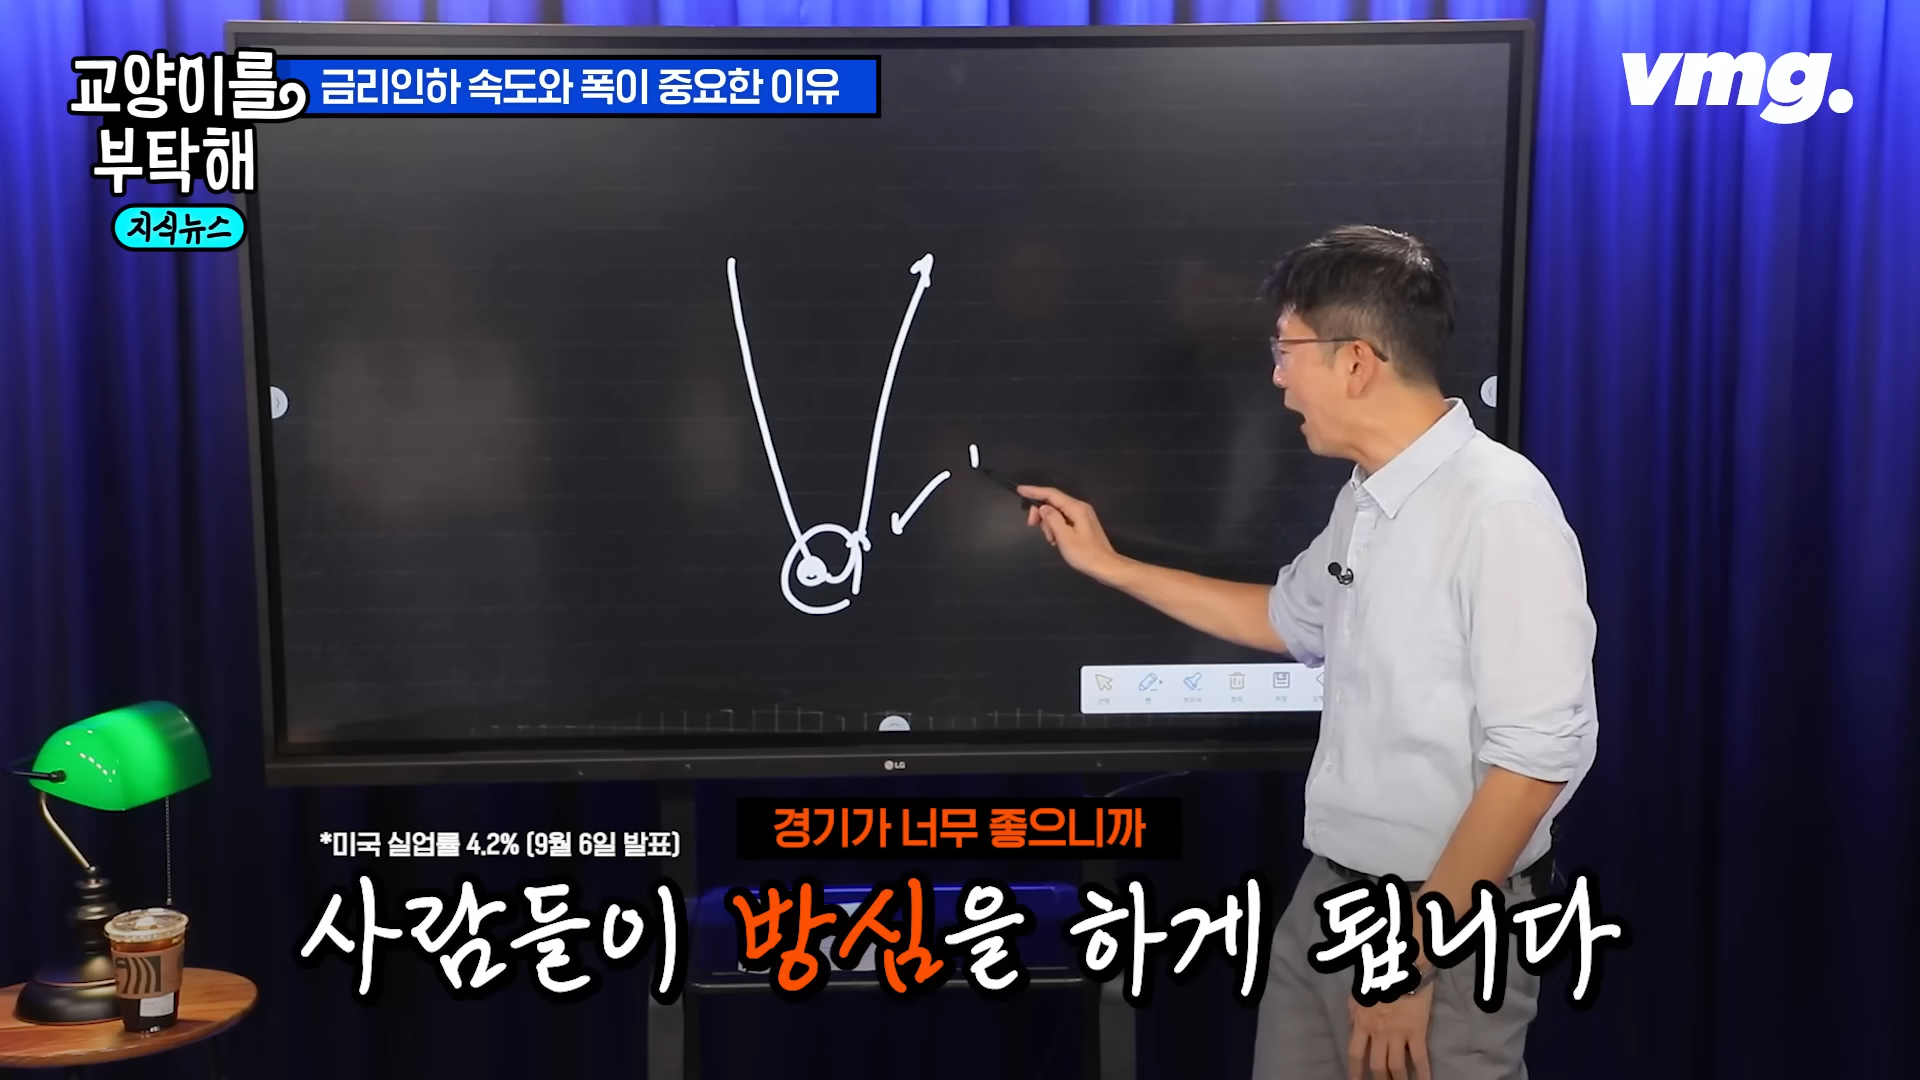 교양이를
부탁해
지식뉴스
금리인하 속도와 폭이 중요한 이유
vmg.
LG
*미국 실업률 4.2% (9월 6일 발표)
경기가 너무 좋으니까
사람들이 방심을 하게 됩니다